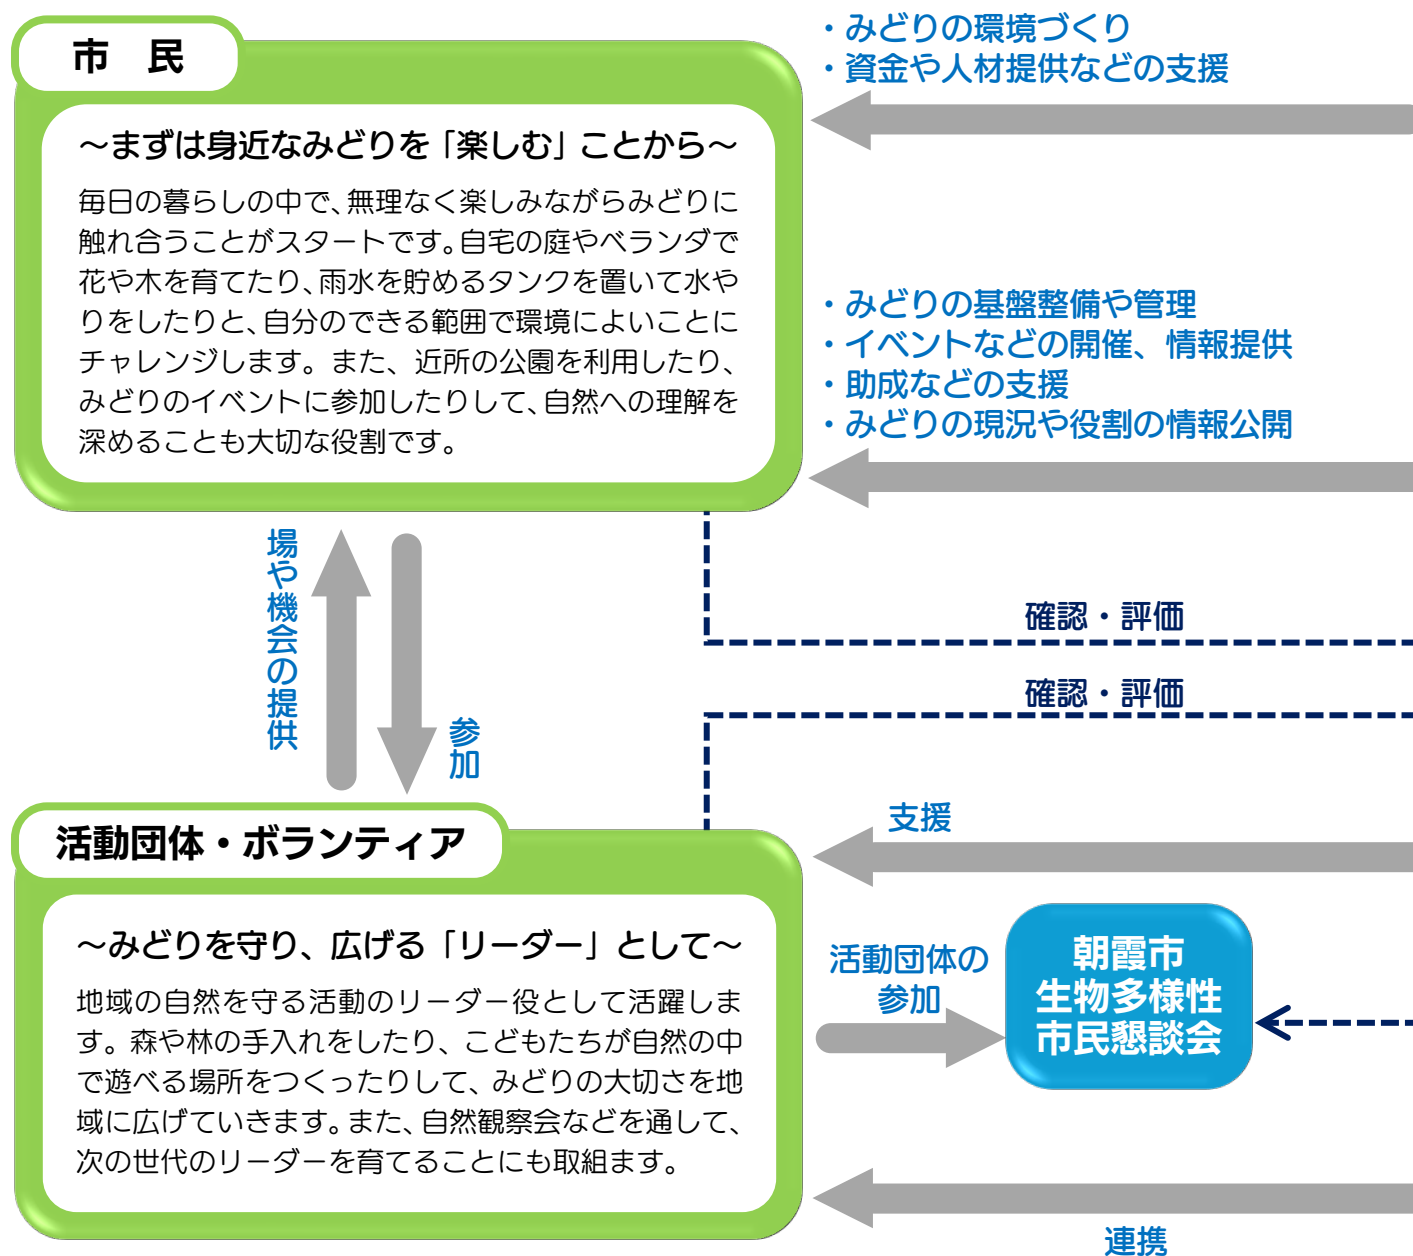 市　民
～まずは身近なみどりを「楽しむ」ことから～
毎日の暮らしの中で、無理なく楽しみながらみどりに
触れ合うことがスタートです。自宅の庭やベランダで
花や木を育てたり、雨水を貯めるタンクを置いて水や
りをしたりと、自分のできる範囲で環境によいことに
チャレンジします。また、近所の公園を利用したり、
みどりのイベントに参加したりして、自然への理解を
深めることも大切な役割です。
・みどりの環境づくり
・資金や人材提供などの支援
・みどりの基盤整備や管理
・イベントなどの開催、情報提供
・助成などの支援
・みどりの現況や役割の情報公開
場や機会の提供
参加
確認・評価
確認・評価
活動団体・ボランティア
～みどりを守り、広げる「リーダー」として～
地域の自然を守る活動のリーダー役として活躍しま
す。森や林の手入れをしたり、こどもたちが自然の中
で遊べる場所をつくったりして、みどりの大切さを地
域に広げていきます。また、自然観察会などを通して、
次の世代のリーダーを育てることにも取組ます。
支援
活動団体の
参加
朝霞市
生物多様性
市民懇談会
連携